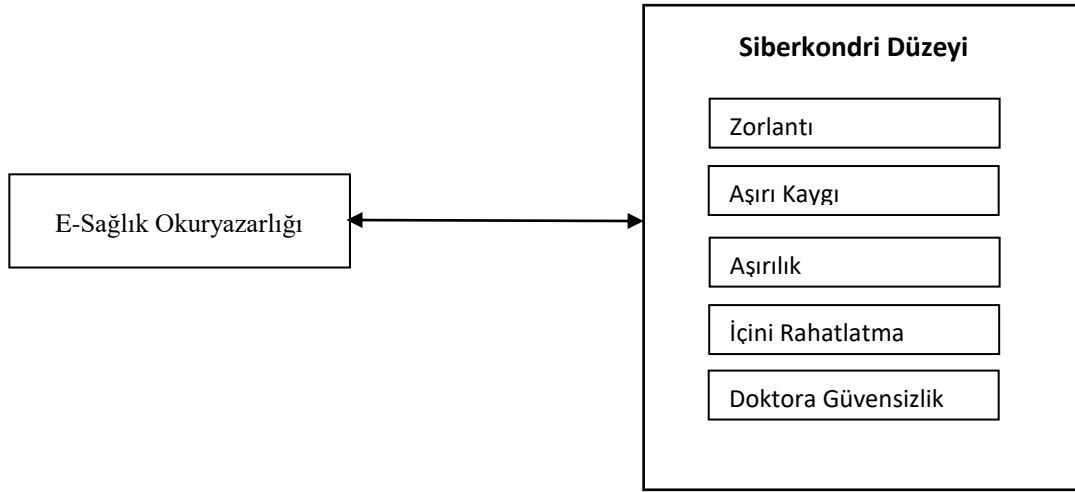 Siberkondri Düzeyi
Zorlantı
Aşırı Kaygı
E-Sağlık Okuryazarlığı
Aşırılık
İçini Rahatlatma
Doktora Güvensizlik